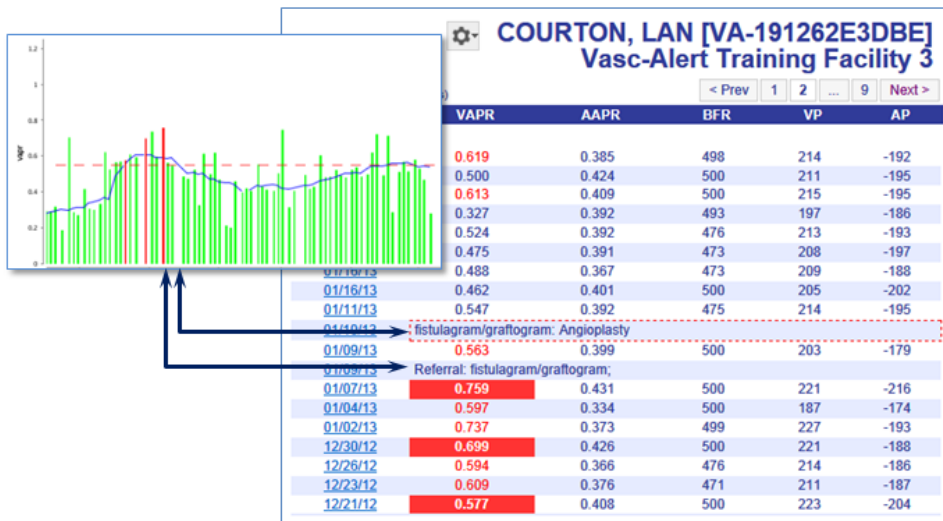 COURTON, LAN [VA-191262E3DBE]
Vasc-Alert Training Facility 3
< Prev 1 2 ... 9 Next >
VAPR AAPR BFR VP AP
0.619 0.385 498 214 -192
0.500 0.424 500 211 -195
0.613 0.409 500 215 -195
0.327 0.392 493 197 -186
0.524 0.392 476 213 -193
0.475 0.391 473 208 -197
01/16/13 0.488 0.367 473 209 -188
01/16/13 0.462 0.401 500 205 -202
01/11/13 0.547 0.392 475 214 -195
01/10/13 fistulagram/graftogram: Angioplasty
01/09/13 0.563 0.399 500 203 -179
01/09/13 Referral: fistulagram/graftogram;
01/07/13 0.759 0.431 500 221 -216
01/04/13 0.597 0.334 500 187 -174
01/02/13 0.737 0.373 499 227 -193
12/30/12 0.699 0.426 500 221 -188
12/26/12 0.594 0.366 476 214 -186
12/23/12 0.609 0.376 471 211 -187
12/21/12 0.577 0.408 500 223 -204
1.2
1
0.8
0.6
0.4
0.2
0
vapr